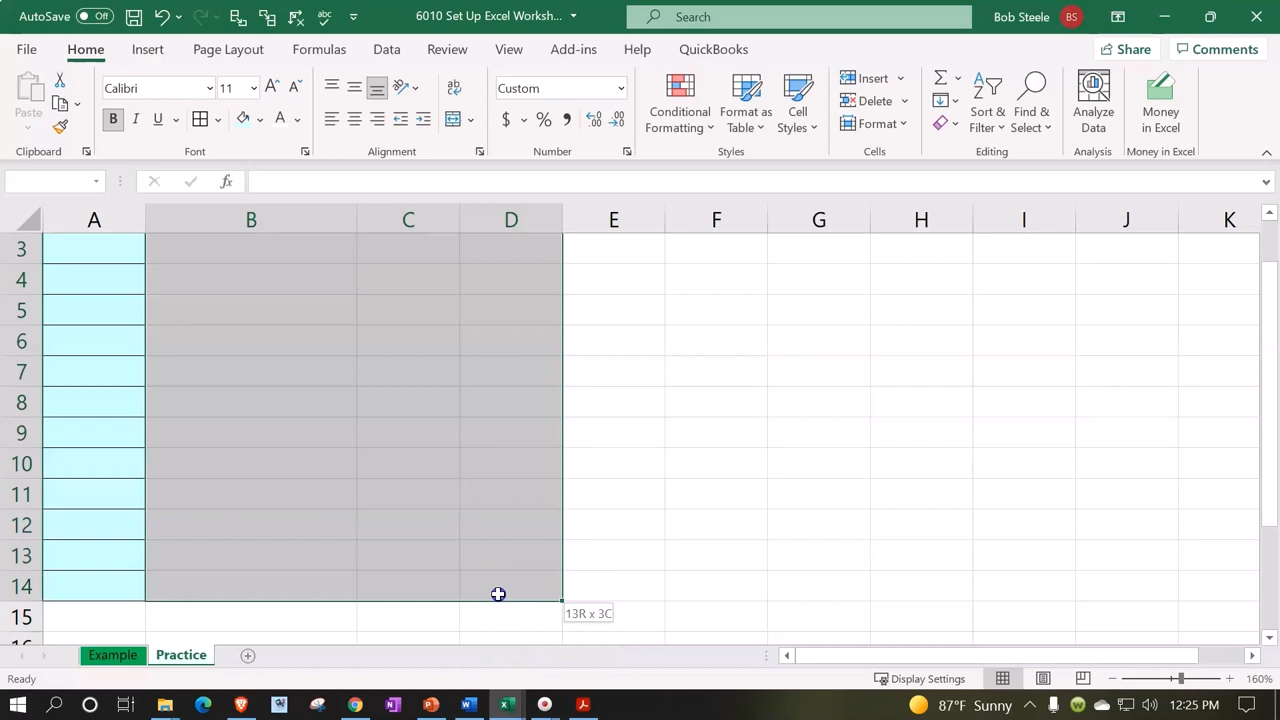 AutoSave Off 6010 Set Up Excel Worksh... Search Bob Steele BS
File Home Insert Page Layout Formulas Data Review View Add-ins Help QuickBooks Share Comments
Calibri 11 Custom Insert
Paste B I U $ % Conditional Formatting Format as Table Cell Styles Delete Format Sort & Filter Find & Select Analyze Data Money in Excel
Clipboard Font Alignment Number Styles Cells Editing Analysis Money in Excel
fx
A B C D E F G H I J K
3
4
5
6
7
8
9
10
11
12
13
14
13R x 3C
15
Example Practice
Ready Display Settings 160%
87°F Sunny 12:25 PM